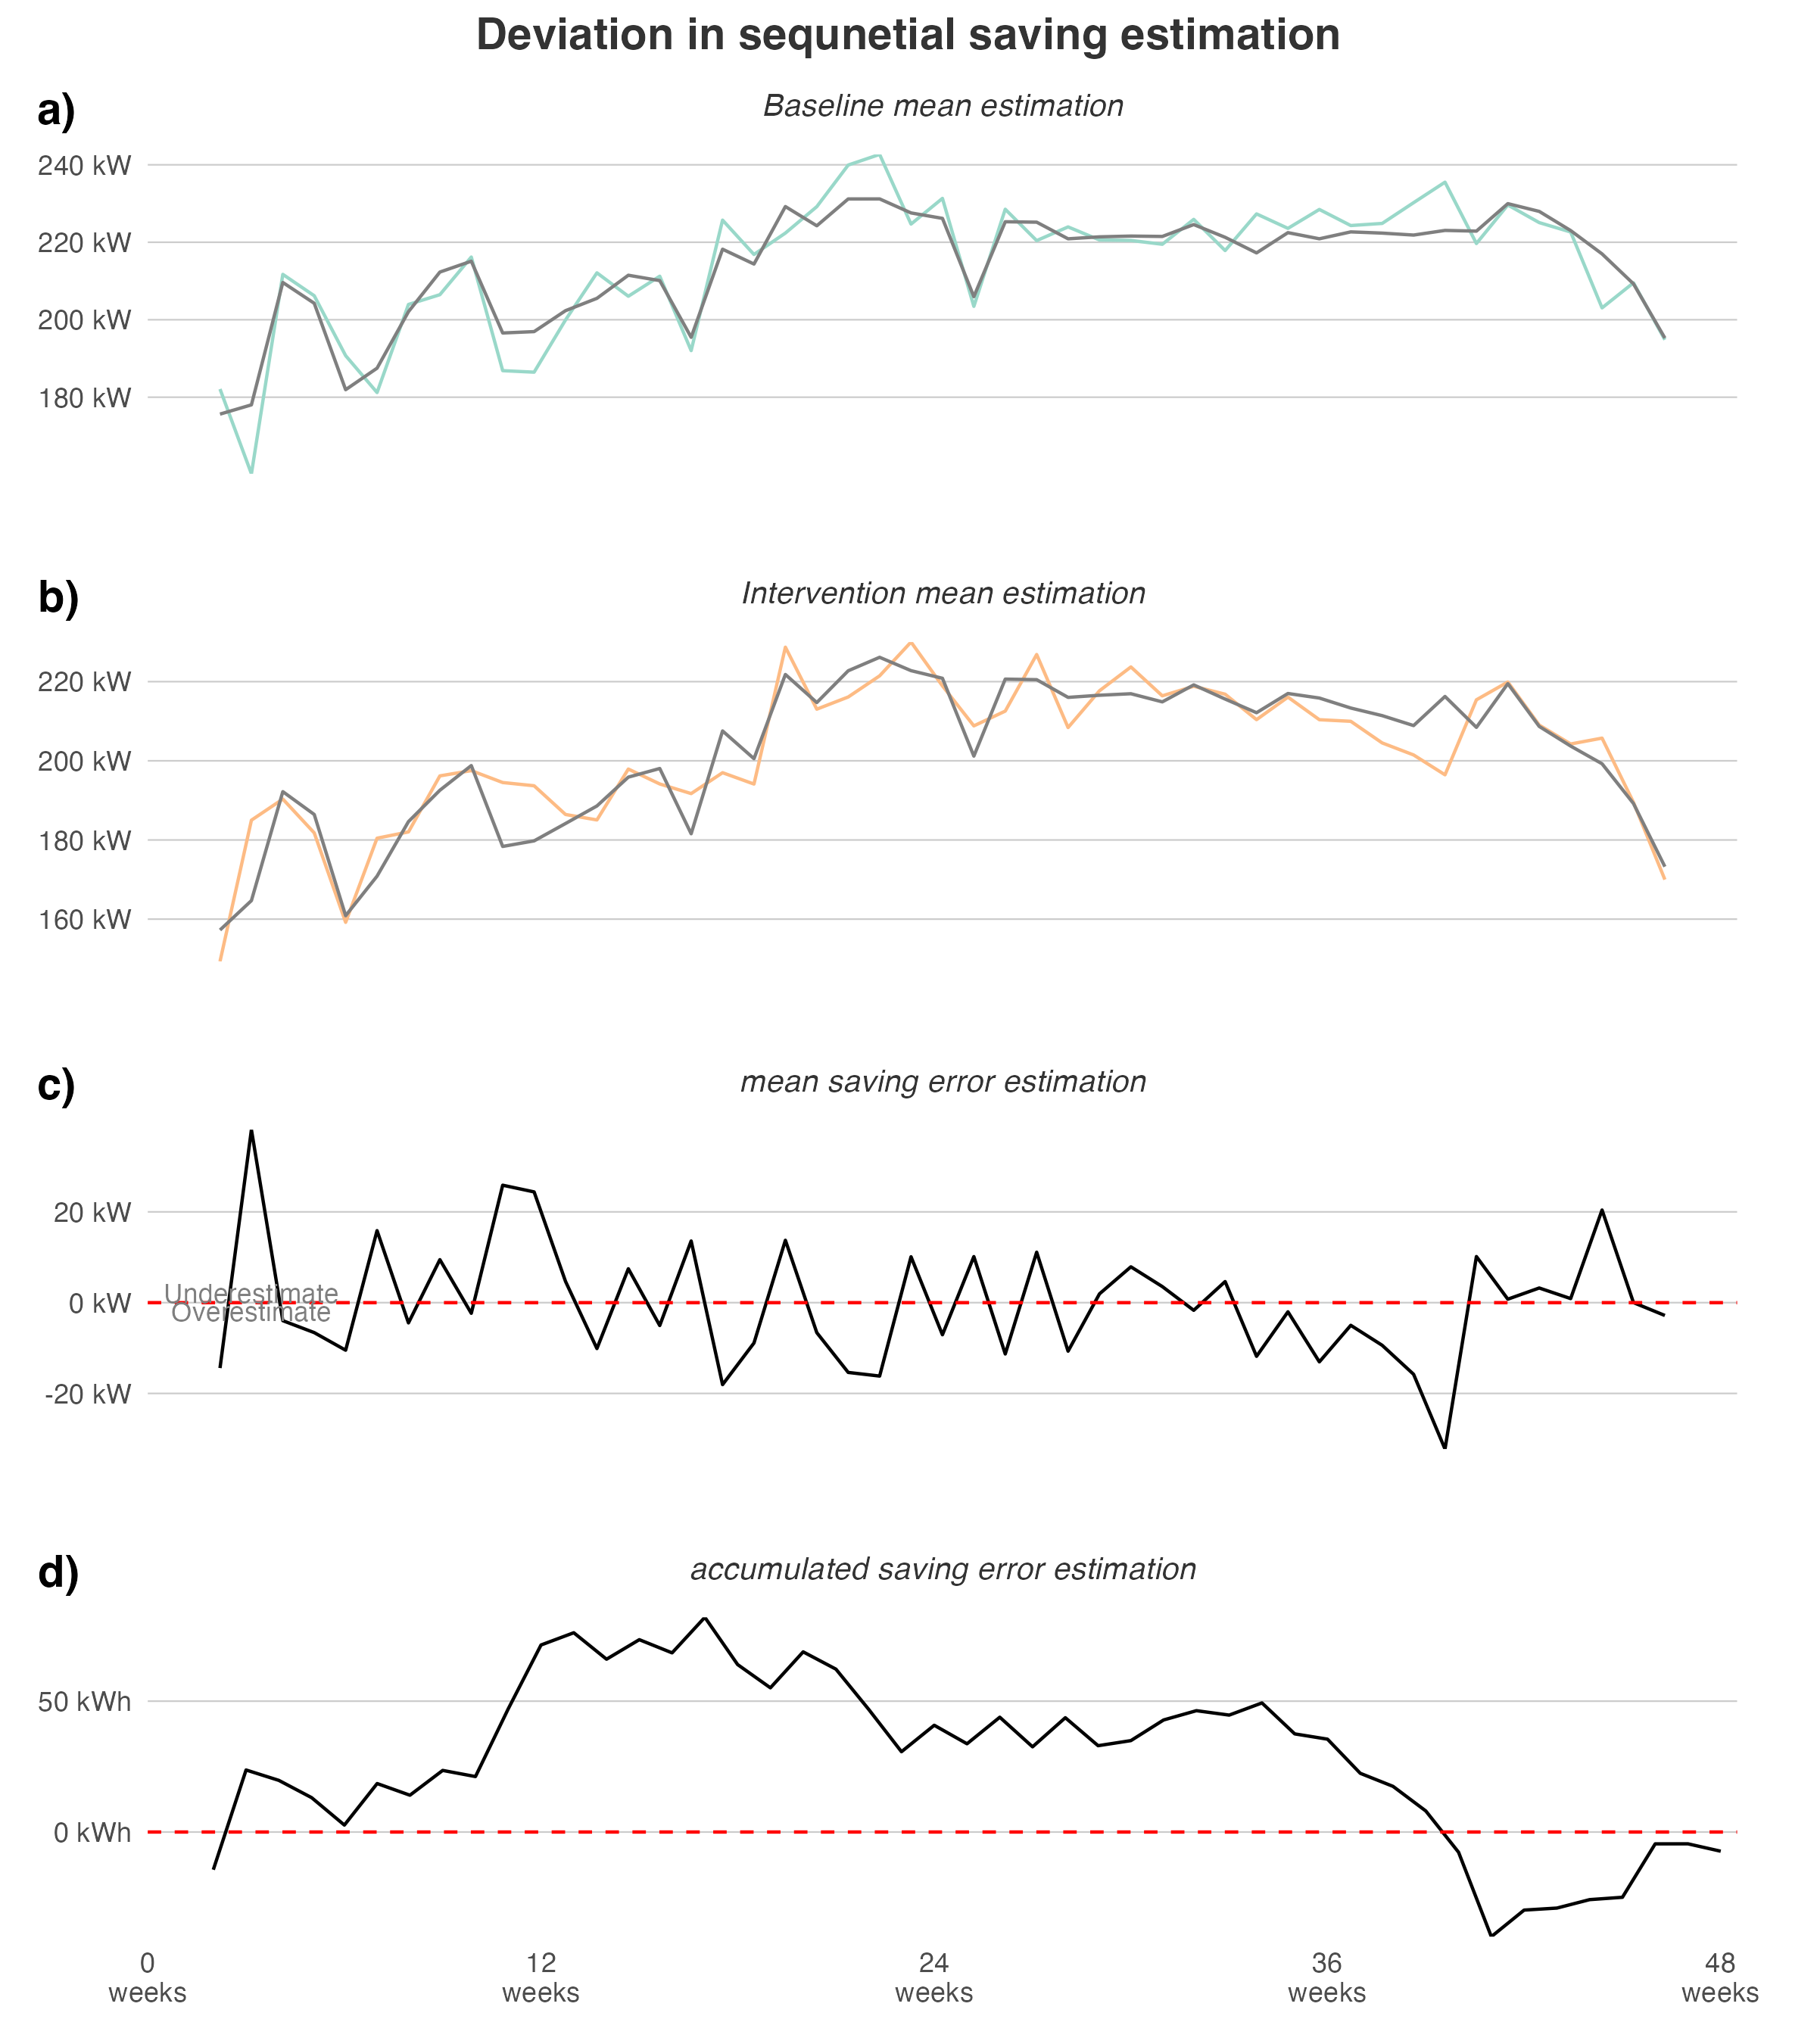 Deviation in sequnetial saving estimation
a)
Baseline mean estimation
240 kW
220 kW
200 kW
180 kW
b)
Intervention mean estimation
220 kW
200 kW
180 kW
160 kW
c)
mean saving error estimation
20 kW
Underestimate
0 kW
Overestimate
-20 kW
d)
accumulated saving error estimation
50 kWh
0 kWh
0 12 24 36 48
weeks weeks weeks weeks weeks